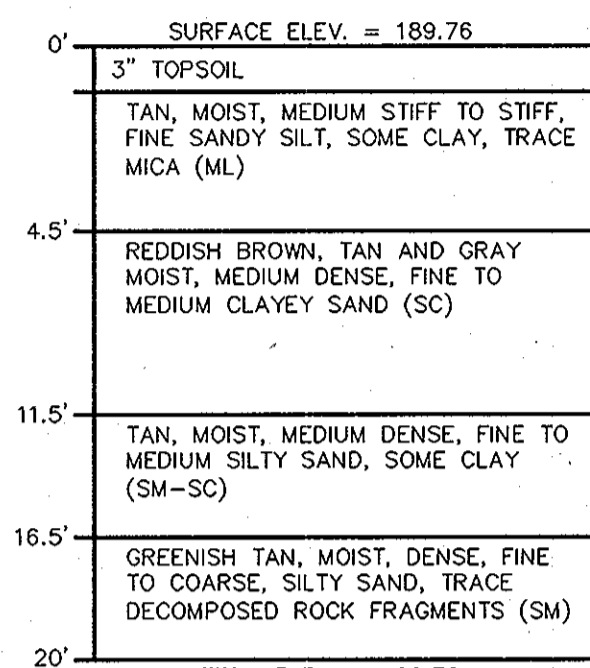 SURFACE ELEV. = 189.76
0'
3" TOPSOIL
TAN, MOIST, MEDIUM STIFF TO STIFF,
FINE SANDY SILT, SOME CLAY, TRACE
MICA (ML)
4.5'
REDDISH BROWN, TAN AND GRAY
MOIST, MEDIUM DENSE, FINE TO
MEDIUM CLAYEY SAND (SC)
11.5'
TAN, MOIST, MEDIUM DENSE, FINE TO
MEDIUM SILTY SAND, SOME CLAY
(SM-SC)
16.5'
GREENISH TAN, MOIST, DENSE, FINE
TO COARSE, SILTY SAND, TRACE
DECOMPOSED ROCK FRAGMENTS (SM)
20'